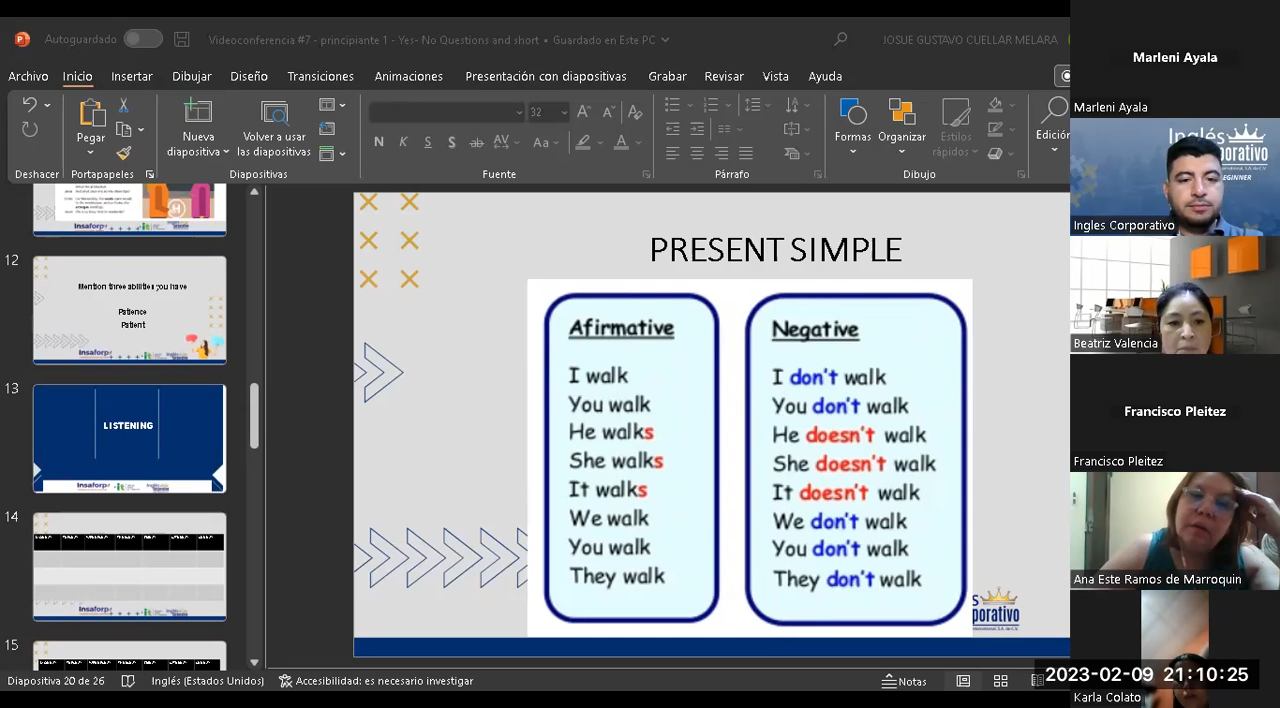 Autoguardado
Videoconferencia #7 - principiante 1 - Yes- No Questions and short • Guardado en Este PC
JOSUE GUSTAVO CUELLAR MELARA
Archivo Inicio Insertar Dibujar Diseño Transiciones Animaciones Presentación con diapositivas Grabar Revisar Vista Ayuda
32
Pegar
Nueva diapositiva
Volver a usar las diapositivas
N K S S ab AV Aa A
Formas Organizar Estilos rápidos Edición
Deshacer Portapapeles Diapositivas Fuente Párrafo Dibujo
Insaforp
12
Mention three abilities you have
Patience
Patient
Insaforp
13
LISTENING
14
Insaforp
15
PRESENT SIMPLE
Afirmative
I walk
You walk
He walks
She walks
It walks
We walk
You walk
They walk
Negative
I don't walk
You don't walk
He doesn't walk
She doesn't walk
It doesn't walk
We don't walk
You don't walk
They don't walk
Diapositiva 20 de 26
Inglés (Estados Unidos)
Accesibilidad: es necesario investigar
Notas
Marleni Ayala
Marleni Ayala
Ingles Corporativo
Beatriz Valencia
Francisco Pleitez
Francisco Pleitez
Ana Este Ramos de Marroquin
2023-02-09 21:10:25
Karla Colato